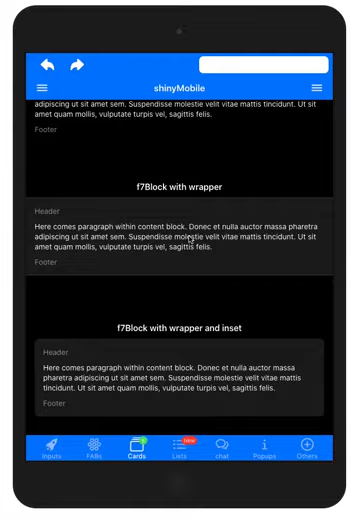 shinyMobile
adipiscing ut sit amet sem. Suspendisse molestie velit vitae mattis tincidunt. Ut sit
amet quam mollis, vulputate turpis vel, sagittis felis.
Footer
f7Block with wrapper
Header
Here comes paragraph within content block. Donec et nulla auctor massa pharetra
adipiscing ut sit amet sem. Suspendisse molestie velit vitae mattis tincidunt. Ut sit
amet quam mollis, vulputate turpis vel, sagittis felis.
Footer
f7Block with wrapper and inset
Header
Here comes paragraph within content block. Donec et nulla auctor massa
pharetra adipiscing ut sit amet sem. Suspendisse molestie velit vitae mattis
tincidunt. Ut sit amet quam mollis, vulputate turpis vel, sagittis felis.
Footer
New
Inputs FABs Cards Lists chat Popups Others